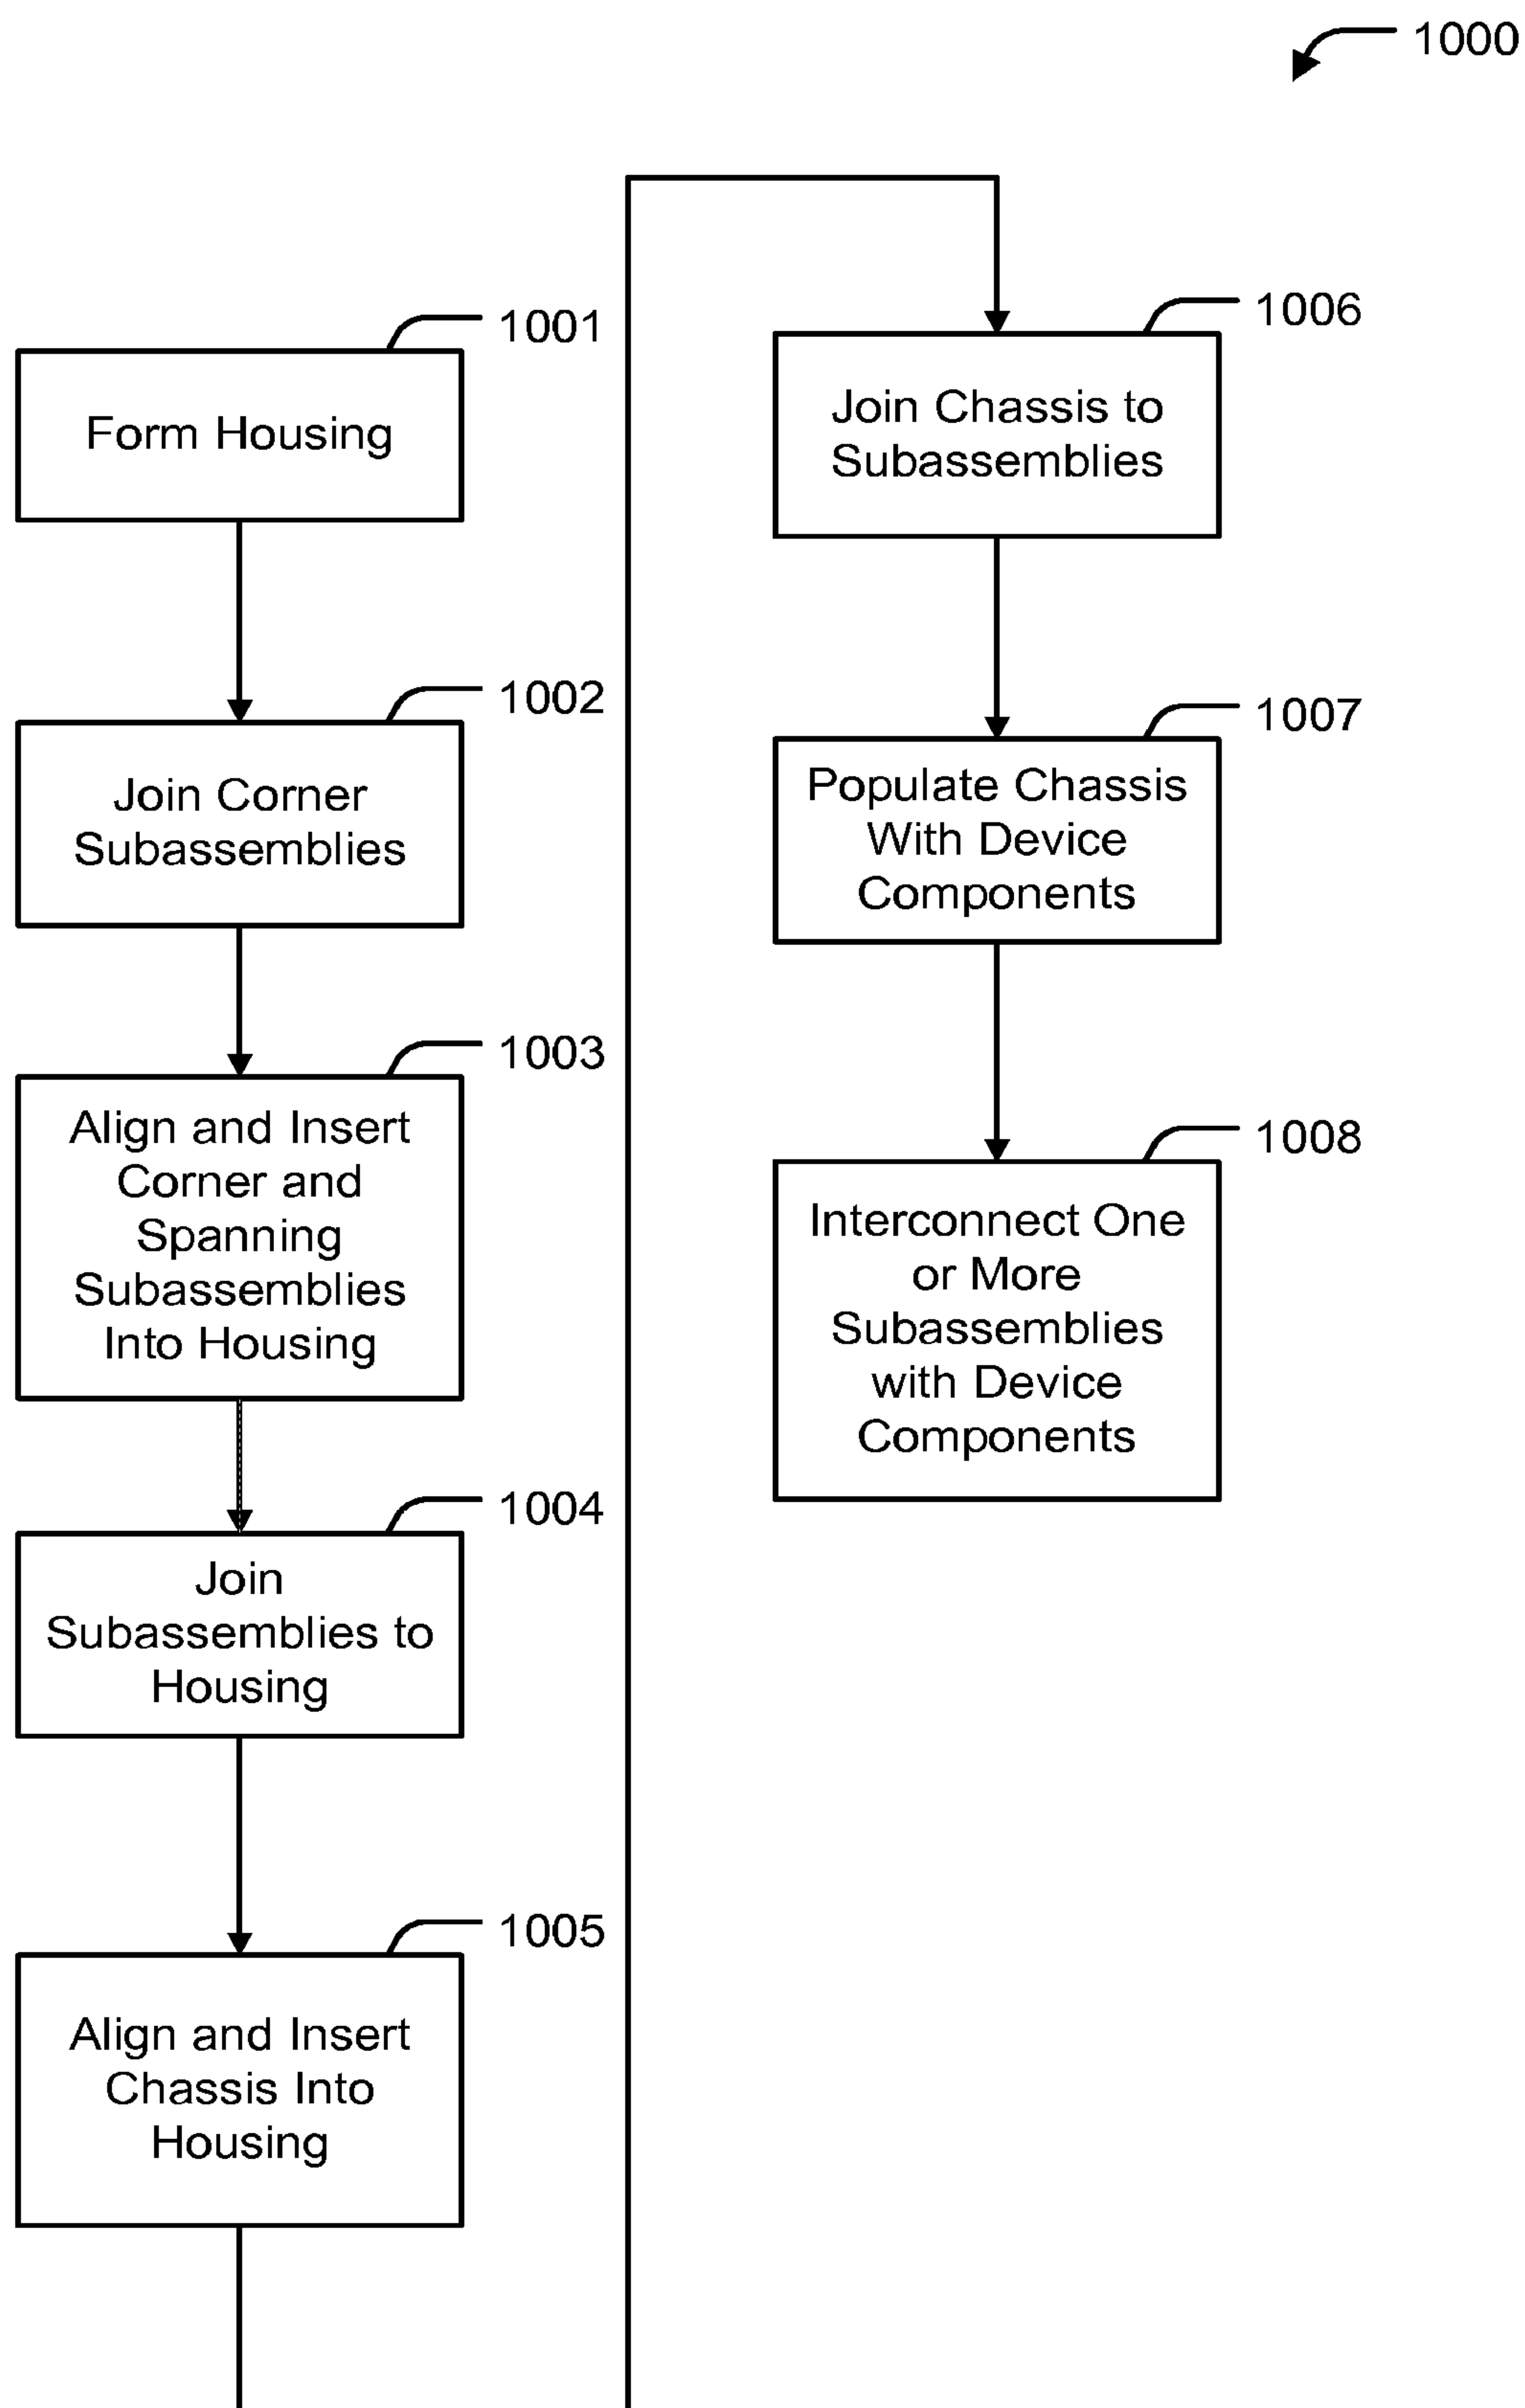 1000
1001
Form Housing
1002
Join Corner
Subassemblies
1003
Align and Insert
Corner and
Spanning
Subassemblies
Into Housing
1004
Join
Subassemblies to
Housing
1005
Align and Insert
Chassis Into
Housing
1006
Join Chassis to
Subassemblies
1007
Populate Chassis
With Device
Components
1008
Interconnect One
or More
Subassemblies
with Device
Components